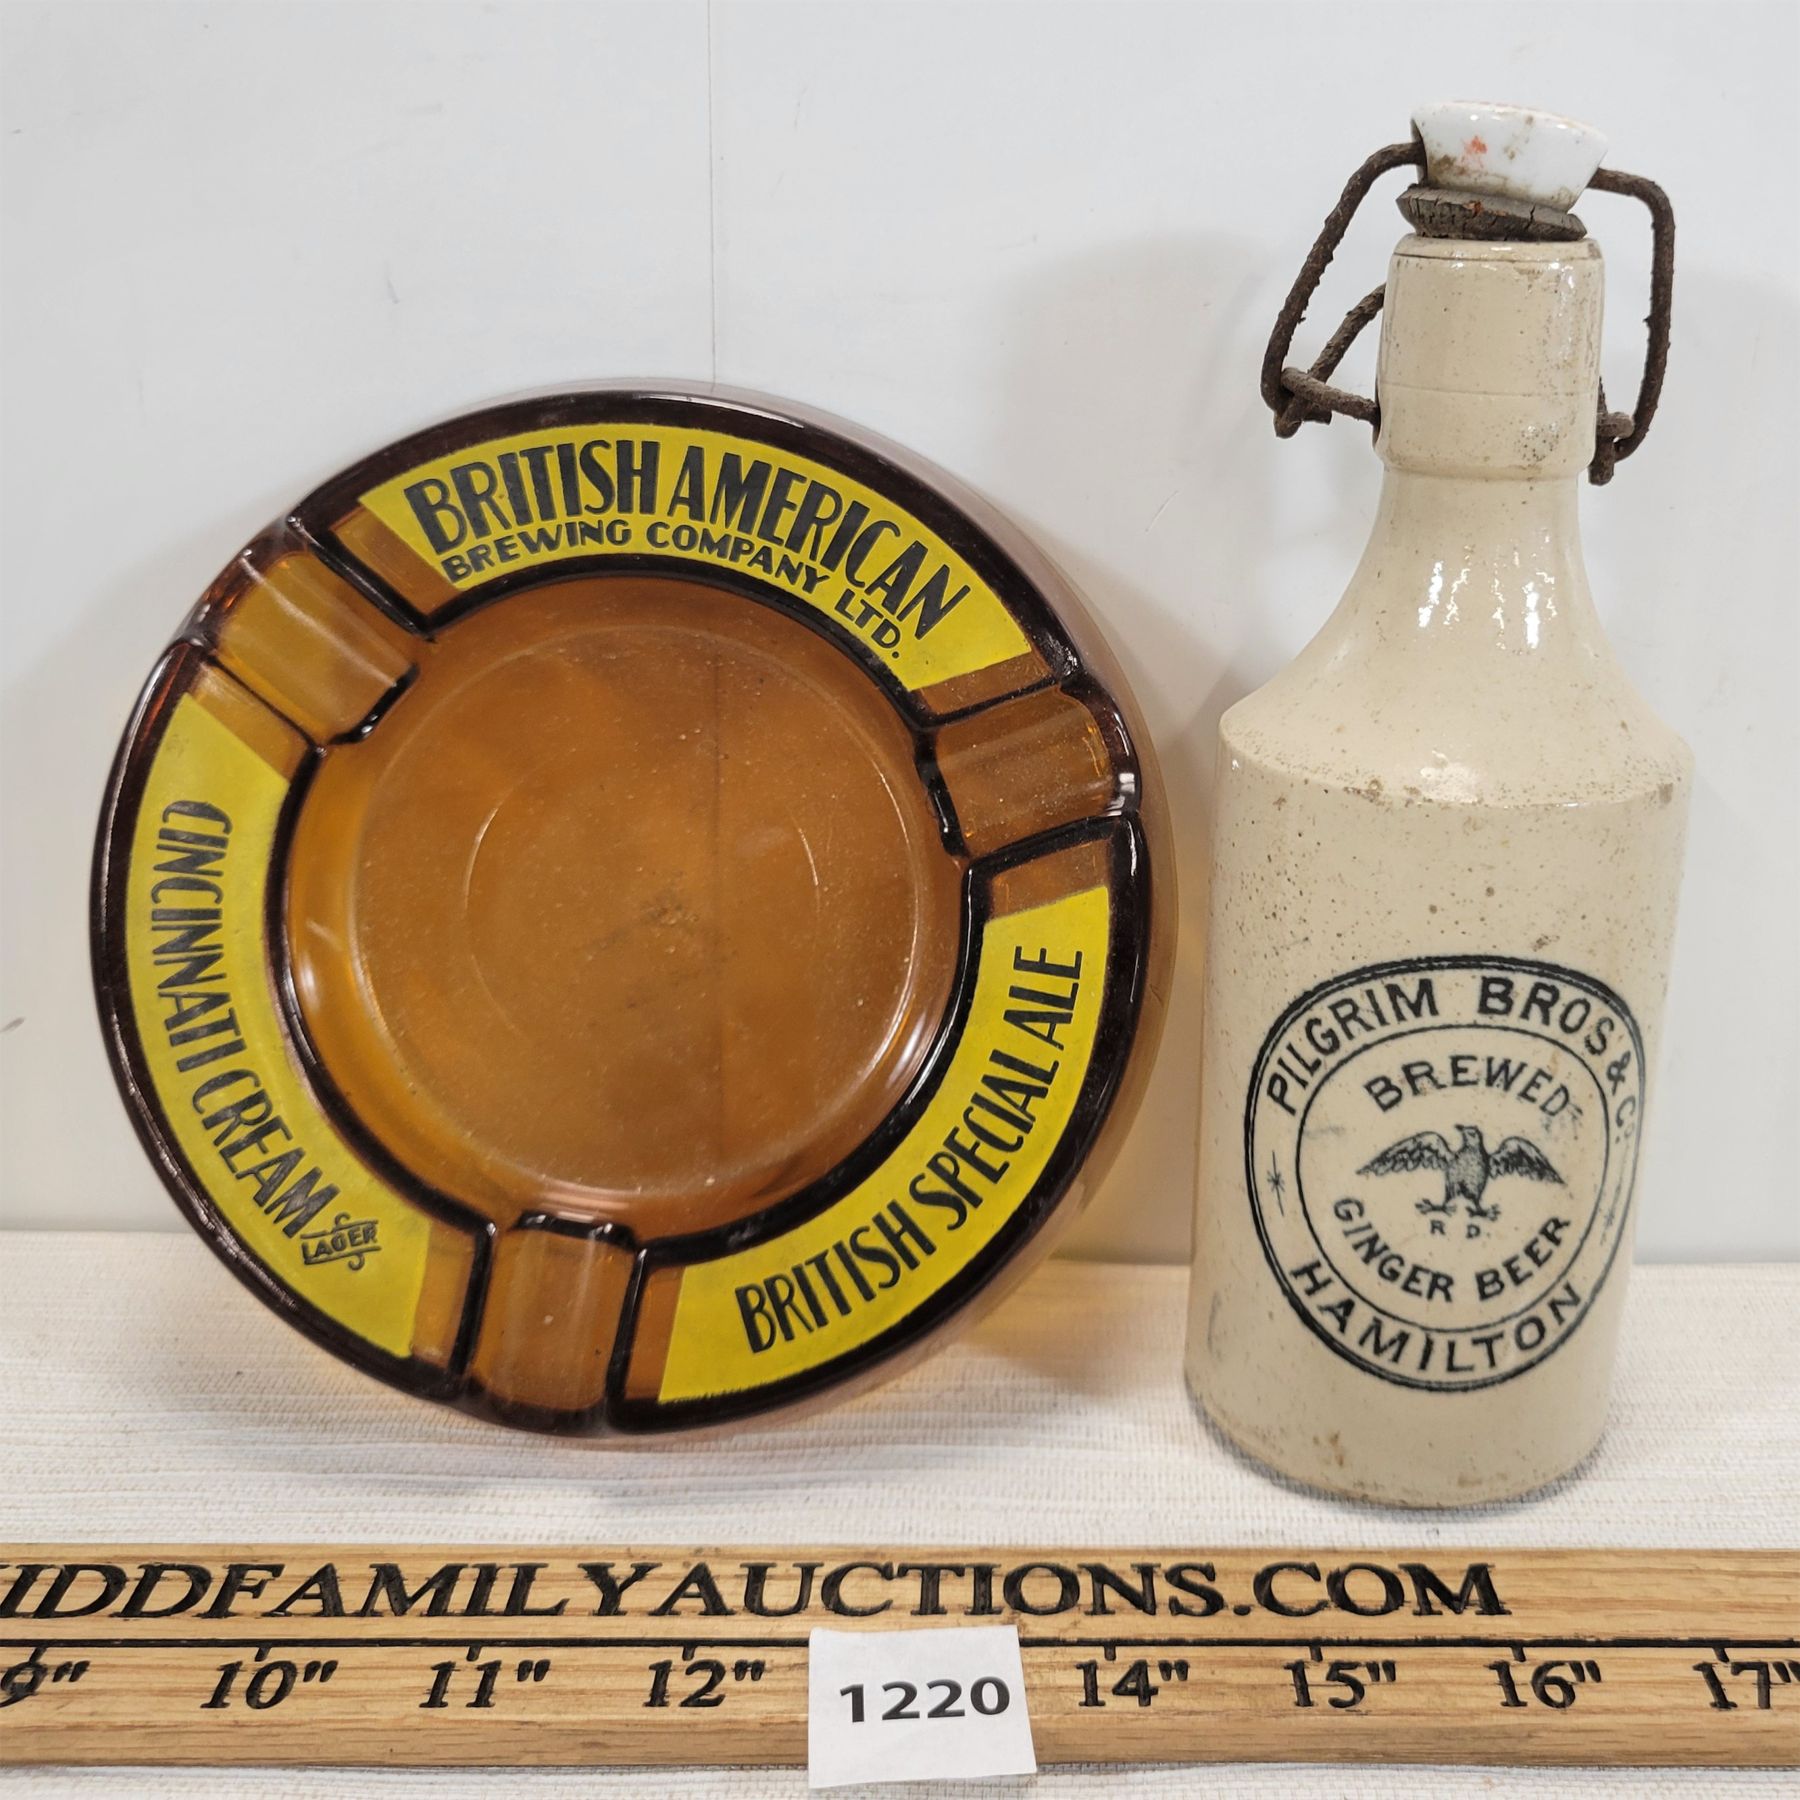 BRITISH AMERICAN
BREWING COMPANY LTD.
CINCINNATI CREAM
LAGER
BRITISH SPECIAL ALE
PILGRIM BROS & CO.
BREWED
R D.
GINGER BEER
HAMILTON
IDDFAMILYAUCTIONS.COM
9" 10" 11" 12" 14" 15" 16" 17"
1220